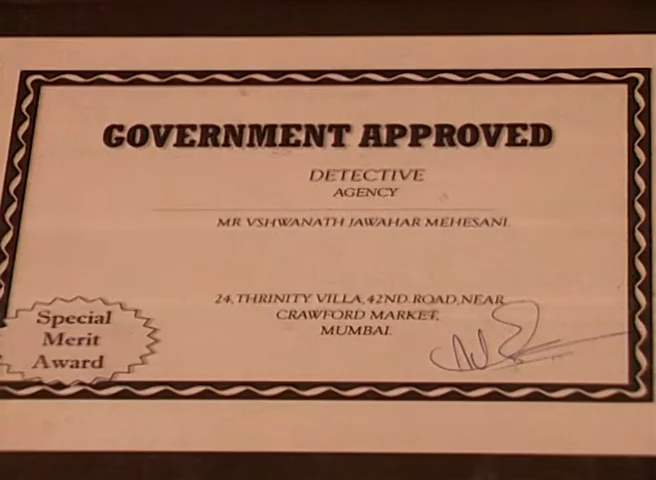 GOVERNMENT APPROVED
DETECTIVE
AGENCY
MR VSHWANATH JAWAHAR MEHESANI.
24, THRINITY VILLA, 42ND ROAD, NEAR
CRAWFORD MARKET,
MUMBAI.
Special
Merit
Award